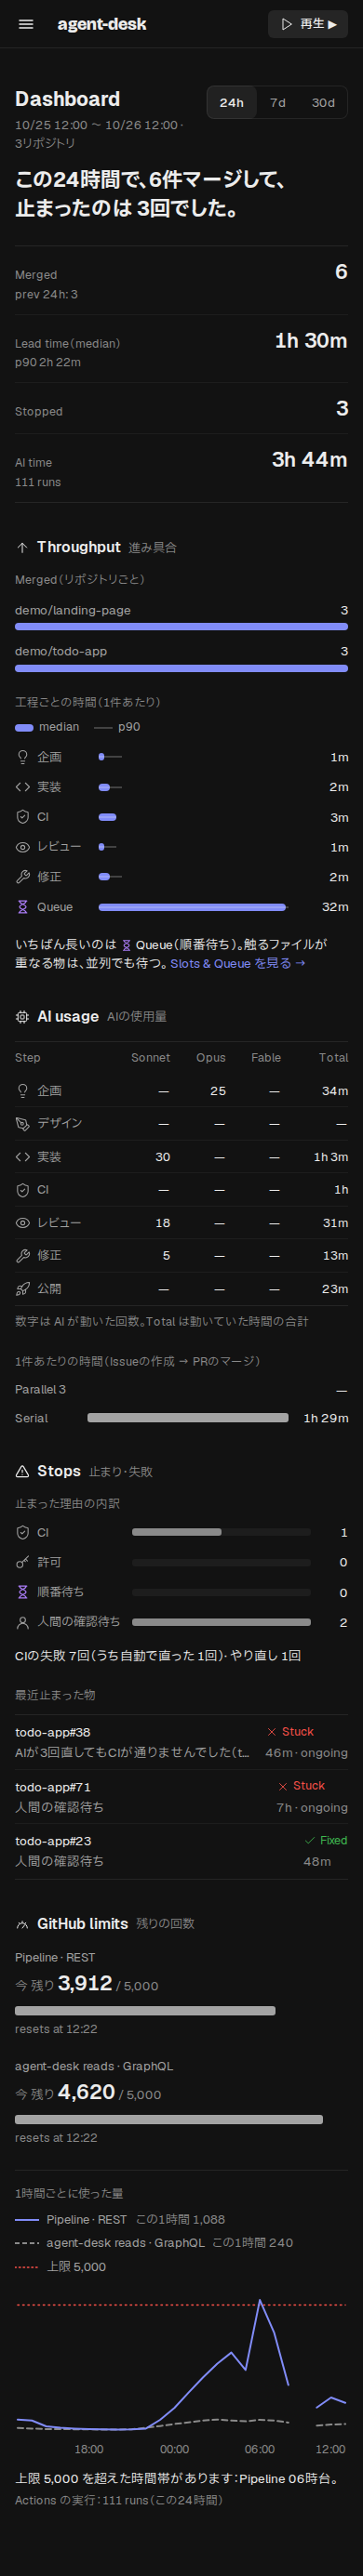 agent-desk
再生 ▶
Dashboard
24h 7d 30d
10/25 12:00 〜 10/26 12:00 ·
3リポジトリ
この24時間で、6件マージして、
止まったのは 3回でした。
Merged 6
prev 24h: 3
Lead time(median) 1h 30m
p90 2h 22m
Stopped 3
AI time 3h 44m
111 runs
Throughput 進み具合
Merged(リポジトリごと)
demo/landing-page 3
demo/todo-app 3
工程ごとの時間(1件あたり)
median p90
企画 1m
実装 2m
CI 3m
レビュー 1m
修正 2m
Queue 32m
いちばん長いのは Queue(順番待ち)。触るファイルが
重なる物は、並列でも待つ。 Slots & Queue を見る →
AI usage AIの使用量
Step Sonnet Opus Fable Total
企画 — 25 — 34m
デザイン — — — —
実装 30 — — 1h 3m
CI — — — 1h
レビュー 18 — — 31m
修正 5 — — 13m
公開 — — — 23m
数字は AI が動いた回数。Total は動いていた時間の合計
1件あたりの時間(Issueの作成 → PRのマージ)
Parallel 3 —
Serial 1h 29m
Stops 止まり·失敗
止まった理由の内訳
CI 1
許可 0
順番待ち 0
人間の確認待ち 2
CIの失敗 7回(うち自動で直った 1回)· やり直し 1回
最近止まった物
todo-app#38 Stuck
AIが3回直してもCIが通りませんでした(t... 46m · ongoing
todo-app#71 Stuck
人間の確認待ち 7h · ongoing
todo-app#23 Fixed
人間の確認待ち 48m
GitHub limits 残りの回数
Pipeline · REST
今 残り 3,912 / 5,000
resets at 12:22
agent-desk reads · GraphQL
今 残り 4,620 / 5,000
resets at 12:22
1時間ごとに使った量
Pipeline · REST この1時間 1,088
agent-desk reads · GraphQL この1時間 240
上限 5,000
18:00 00:00 06:00 12:00
上限 5,000 を超えた時間帯があります：Pipeline 06時台。
Actions の実行：111 runs(この24時間)